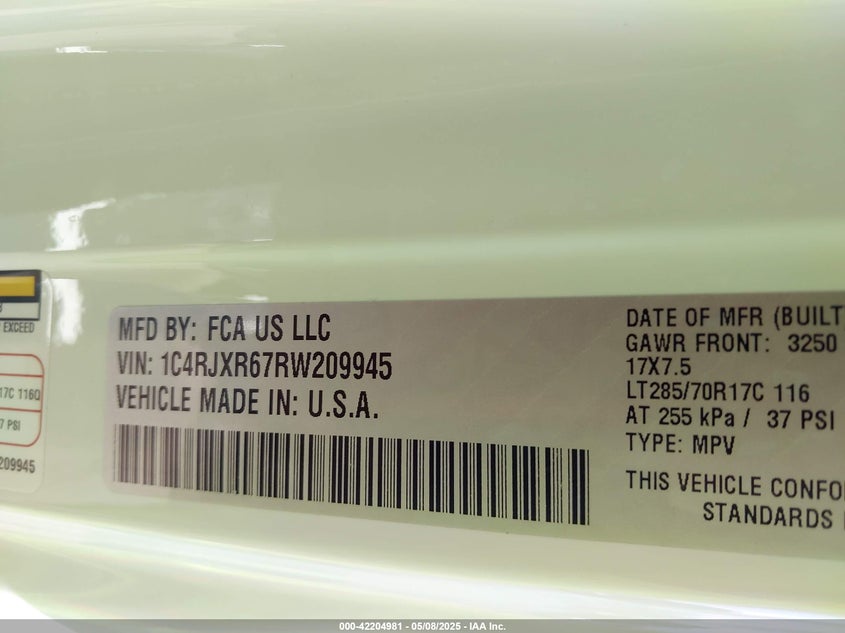 EXCEED
17C 116Q
7 PSI
209945
MFD BY: FCA US LLC
VIN: 1C4RJXR67RW209945
VEHICLE MADE IN: U.S.A.
DATE OF MFR (BUILT
GAWR FRONT: 3250
17X7.5
LT285/70R17C 116
AT 255 kPa / 37 PSI
TYPE: MPV
THIS VEHICLE CONFO
STANDARDS
000-42204981 - 05/08/2025 - IAA Inc.